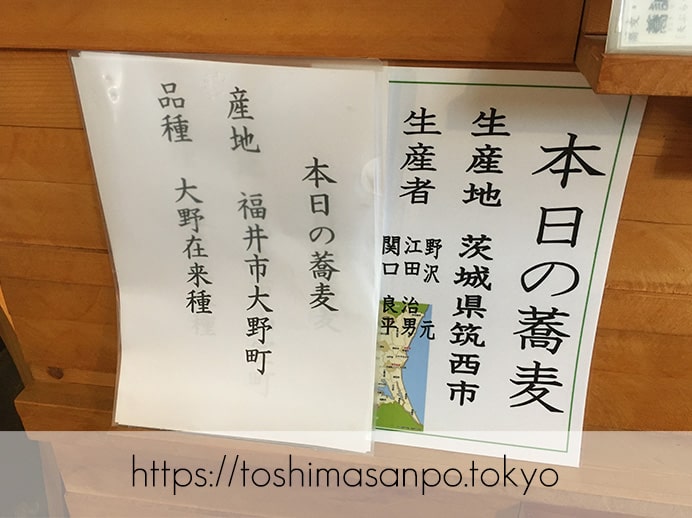 本日の蕎麦
生産地 茨城県筑西市
生産者 野沢 元
江田 治男
関口 良平
本日の蕎麦
産地 福井市大野町
品種 大野在来種
https://toshimasanpo.tokyo